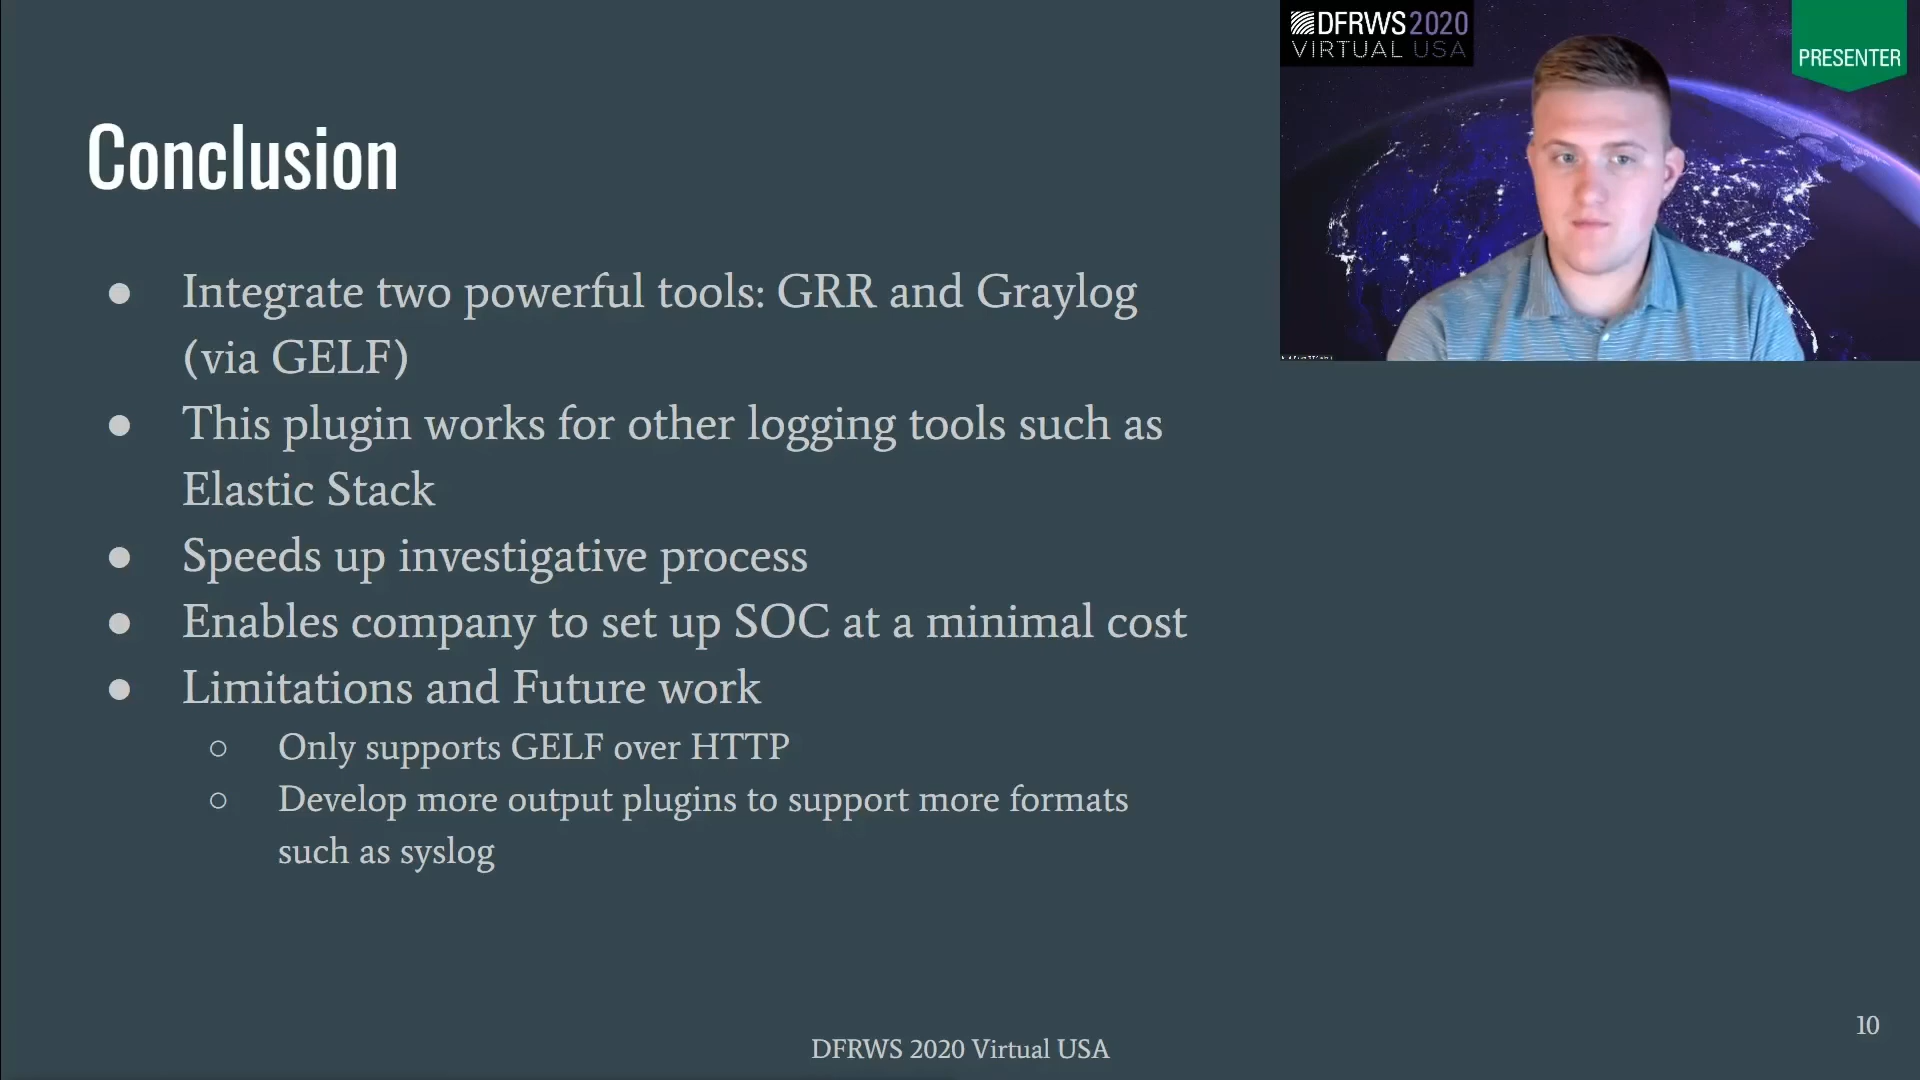 DFRWS2020
VIRTUAL USA
PRESENTER
Conclusion
● Integrate two powerful tools: GRR and Graylog
(via GELF)
● This plugin works for other logging tools such as
Elastic Stack
● Speeds up investigative process
● Enables company to set up SOC at a minimal cost
● Limitations and Future work
○ Only supports GELF over HTTP
○ Develop more output plugins to support more formats
such as syslog
10
DFRWS 2020 Virtual USA